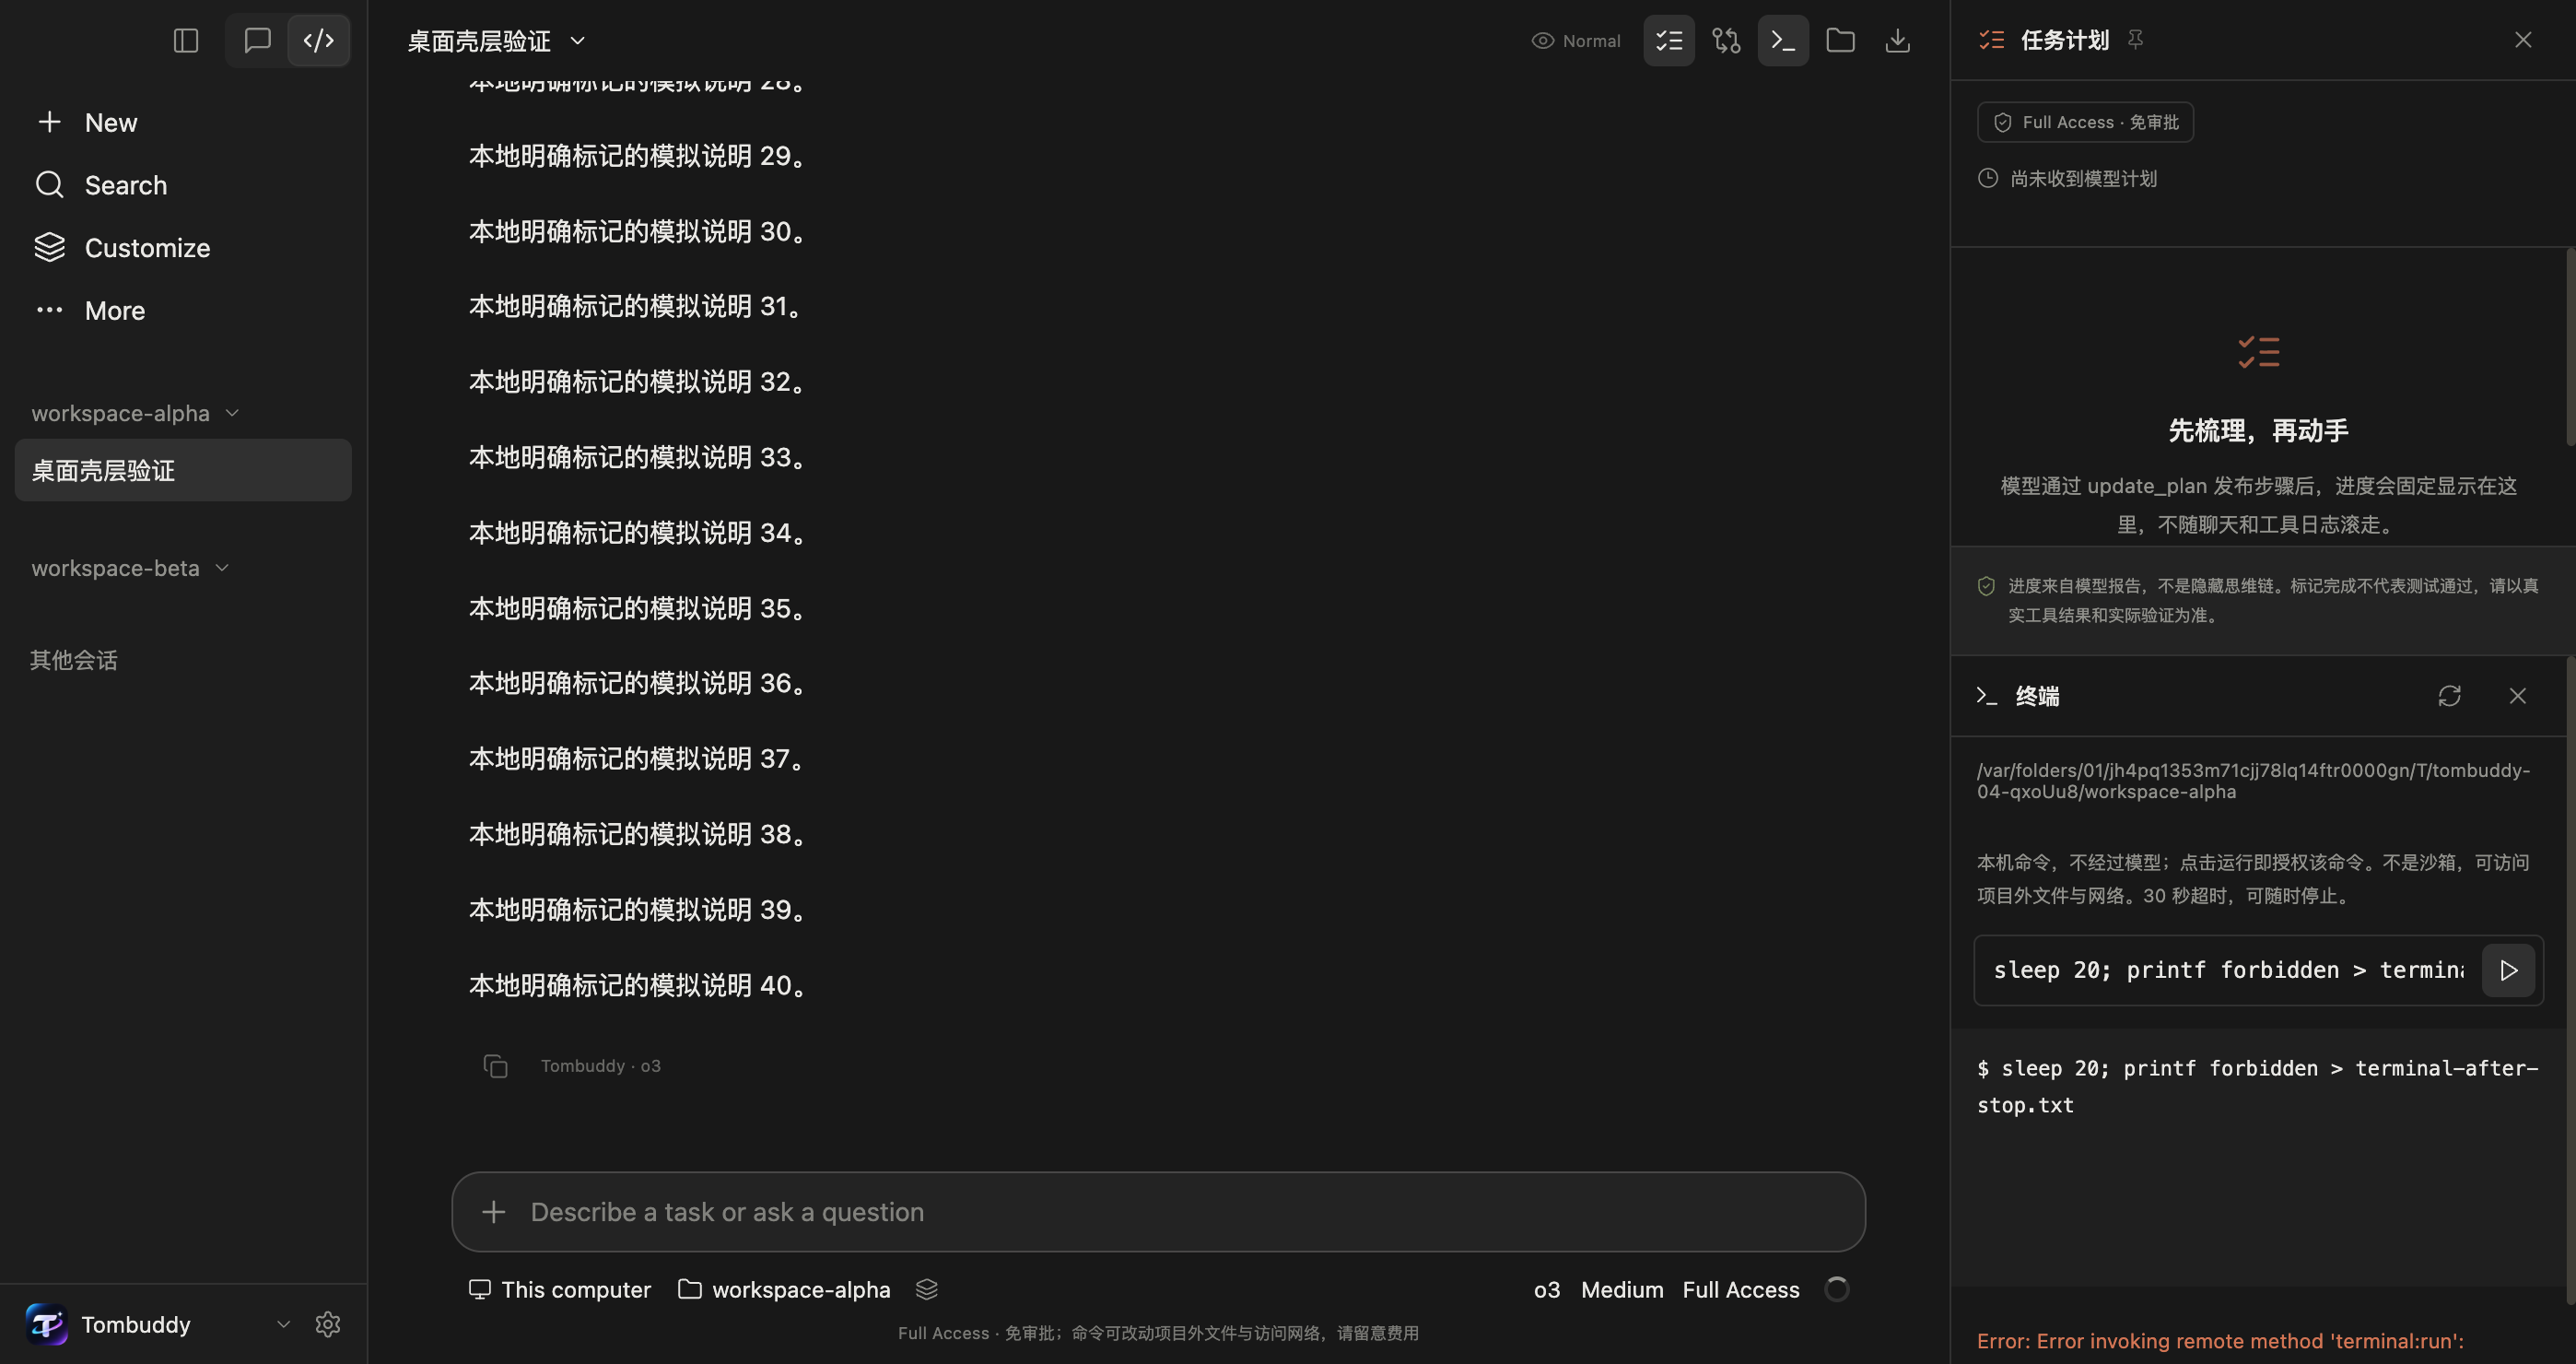 New
Search
Customize
More
workspace-alpha
桌面壳层验证
workspace-beta
其他会话
Tombuddy
桌面壳层验证
Normal
本地明确标记的模拟说明 28。
本地明确标记的模拟说明 29。
本地明确标记的模拟说明 30。
本地明确标记的模拟说明 31。
本地明确标记的模拟说明 32。
本地明确标记的模拟说明 33。
本地明确标记的模拟说明 34。
本地明确标记的模拟说明 35。
本地明确标记的模拟说明 36。
本地明确标记的模拟说明 37。
本地明确标记的模拟说明 38。
本地明确标记的模拟说明 39。
本地明确标记的模拟说明 40。
Tombuddy · o3
Describe a task or ask a question
This computer workspace-alpha
o3 Medium Full Access
Full Access · 免审批；命令可改动项目外文件与访问网络，请留意费用
任务计划
Full Access · 免审批
尚未收到模型计划
先梳理，再动手
模型通过 update_plan 发布步骤后，进度会固定显示在这
里，不随聊天和工具日志滚走。
进度来自模型报告，不是隐藏思维链。标记完成不代表测试通过，请以真
实工具结果和实际验证为准。
终端
/var/folders/01/jh4pq1353m71cjj78lq14ftr0000gn/T/tombuddy-
04-qxoUu8/workspace-alpha
本机命令，不经过模型；点击运行即授权该命令。不是沙箱，可访问
项目外文件与网络。30 秒超时，可随时停止。
sleep 20; printf forbidden > termin
$ sleep 20; printf forbidden > terminal-after-
stop.txt
Error: Error invoking remote method 'terminal:run':